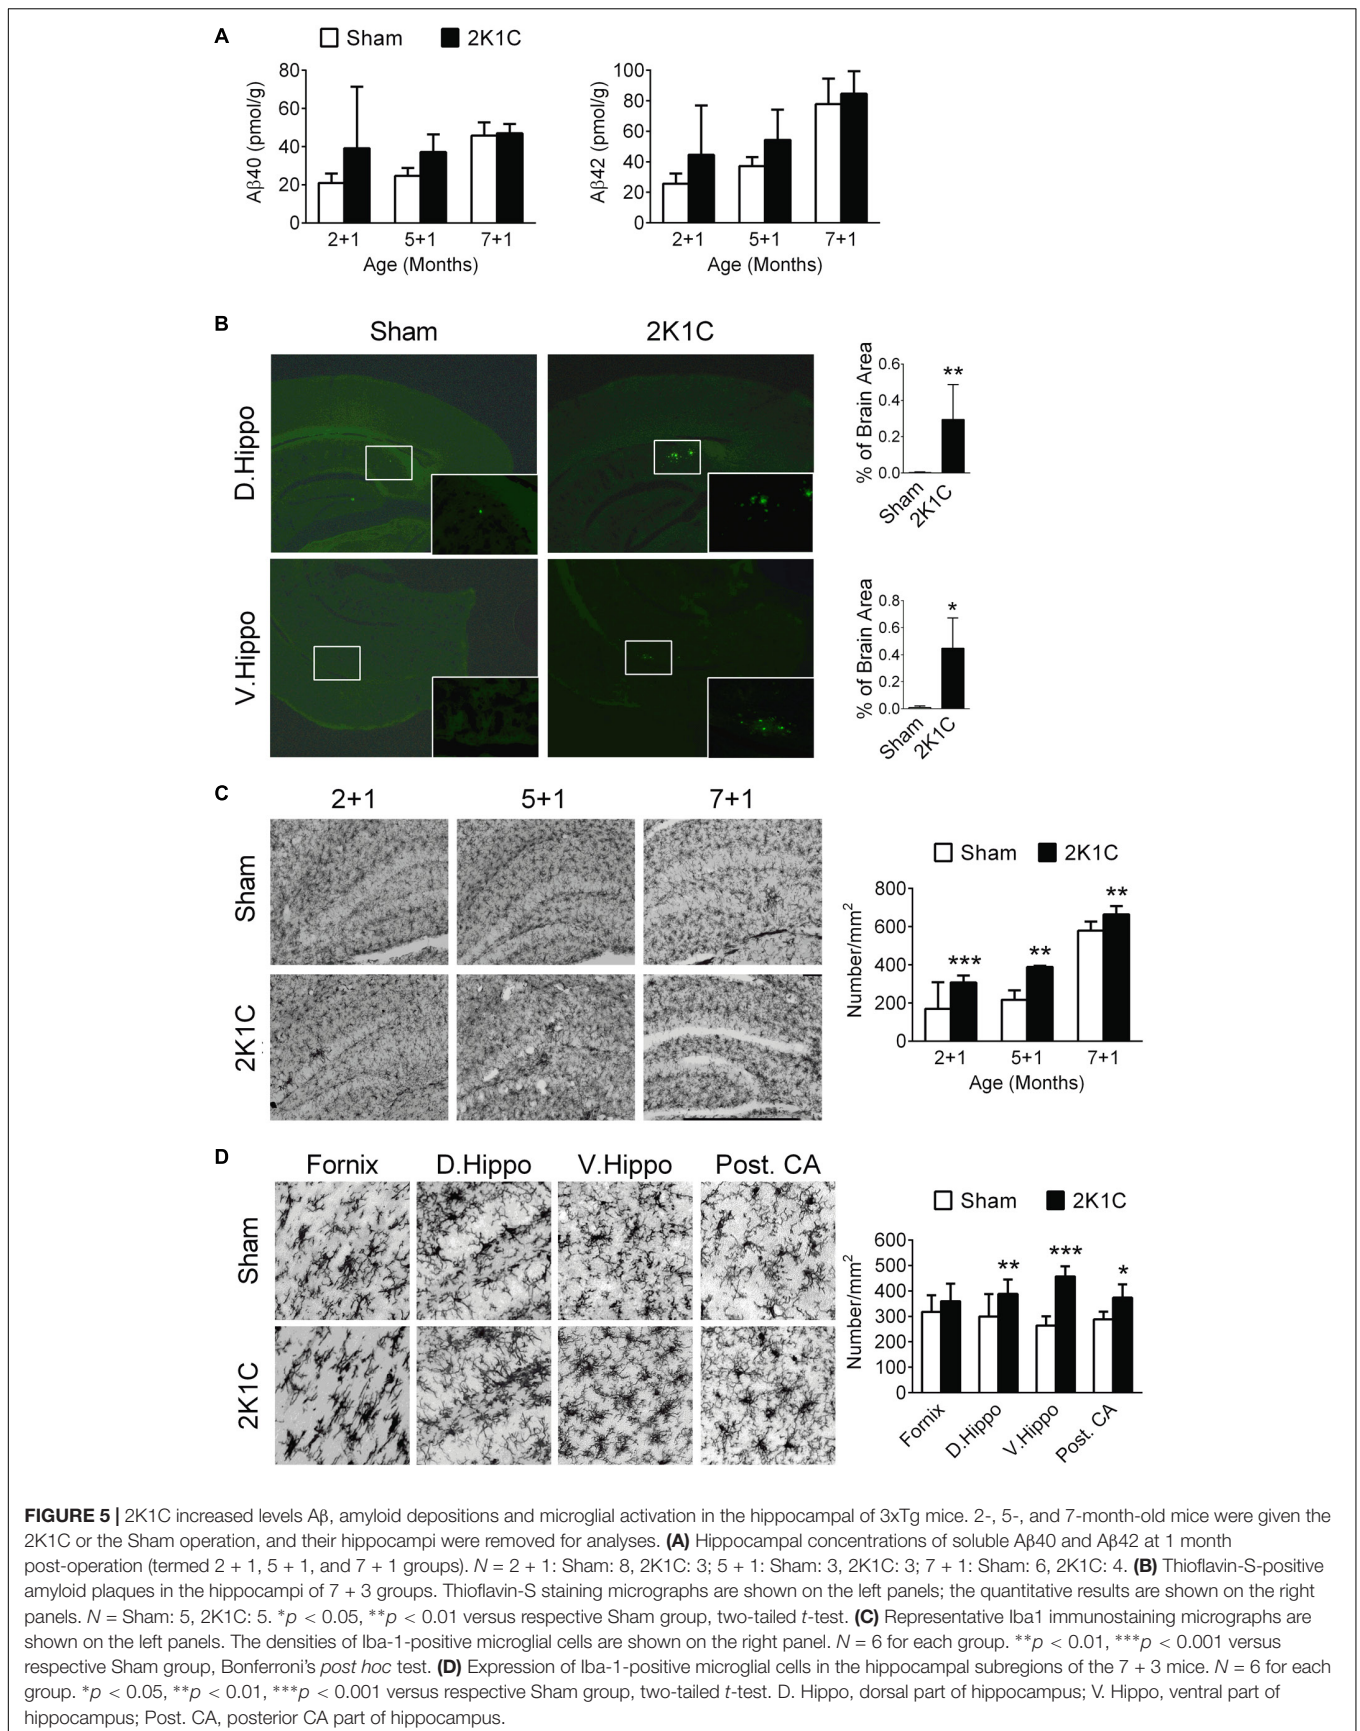 A
Sham 2K1C
80
60
40
20
0
Aβ40 (pmol/g)
2+1 5+1 7+1
Age (Months)
100
80
60
40
20
0
Aβ42 (pmol/g)
2+1 5+1 7+1
Age (Months)
B
Sham 2K1C
D.Hippo
V.Hippo
0.6
0.4
0.2
0.0
% of Brain Area
**
Sham
2K1C
0.8
0.6
0.4
0.2
0.0
% of Brain Area
*
Sham
2K1C
C
2+1 5+1 7+1
Sham
2K1C
Sham 2K1C
800
600
400
200
0
Number/mm²
*** ** **
2+1 5+1 7+1
Age (Months)
D
Fornix D.Hippo V.Hippo Post. CA
Sham
2K1C
Sham 2K1C
600
500
400
300
200
100
0
Number/mm²
** *** *
Fornix
D.Hippo
V.Hippo
Post. CA
FIGURE 5 | 2K1C increased levels Aβ, amyloid depositions and microglial activation in the hippocampal of 3xTg mice. 2-, 5-, and 7-month-old mice were given the
2K1C or the Sham operation, and their hippocampi were removed for analyses. (A) Hippocampal concentrations of soluble Aβ40 and Aβ42 at 1 month
post-operation (termed 2 + 1, 5 + 1, and 7 + 1 groups). N = 2 + 1: Sham: 8, 2K1C: 3; 5 + 1: Sham: 3, 2K1C: 3; 7 + 1: Sham: 6, 2K1C: 4. (B) Thioflavin-S-positive
amyloid plaques in the hippocampi of 7 + 3 groups. Thioflavin-S staining micrographs are shown on the left panels; the quantitative results are shown on the right
panels. N = Sham: 5, 2K1C: 5. *p < 0.05, **p < 0.01 versus respective Sham group, two-tailed t-test. (C) Representative Iba1 immunostaining micrographs are
shown on the left panels. The densities of Iba-1-positive microglial cells are shown on the right panel. N = 6 for each group. **p < 0.01, ***p < 0.001 versus
respective Sham group, Bonferroni's post hoc test. (D) Expression of Iba-1-positive microglial cells in the hippocampal subregions of the 7 + 3 mice. N = 6 for each
group. *p < 0.05, **p < 0.01, ***p < 0.001 versus respective Sham group, two-tailed t-test. D. Hippo, dorsal part of hippocampus; V. Hippo, ventral part of
hippocampus; Post. CA, posterior CA part of hippocampus.